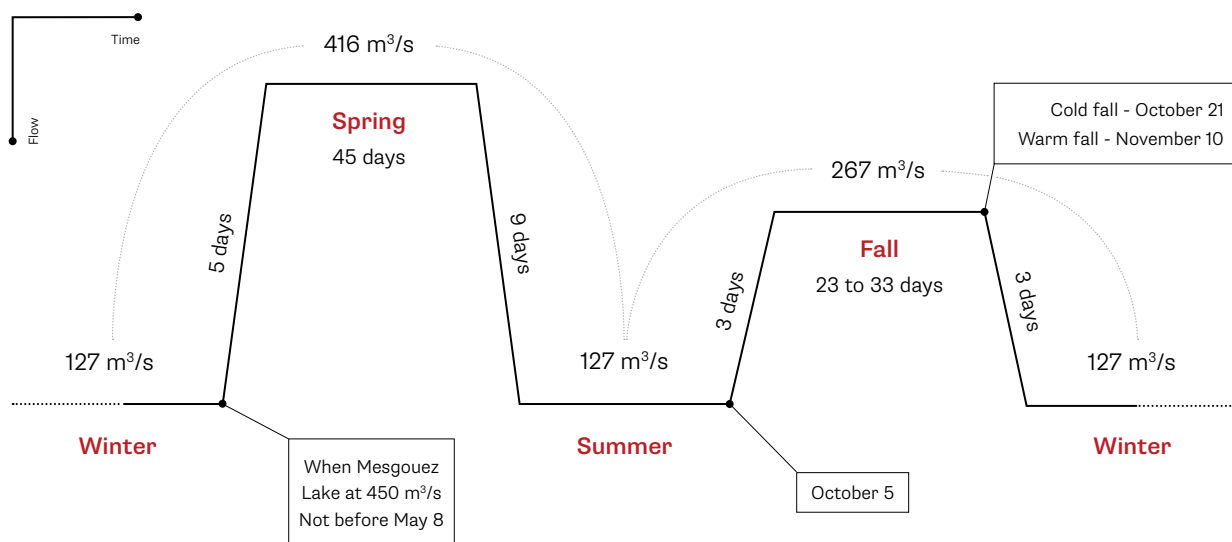 Time
Flow
416 m³/s
Spring
45 days
5 days
9 days
127 m³/s
Winter
When Mesgouez
Lake at 450 m³/s
Not before May 8
127 m³/s
Summer
Cold fall - October 21
Warm fall - November 10
267 m³/s
Fall
23 to 33 days
3 days
3 days
October 5
127 m³/s
Winter